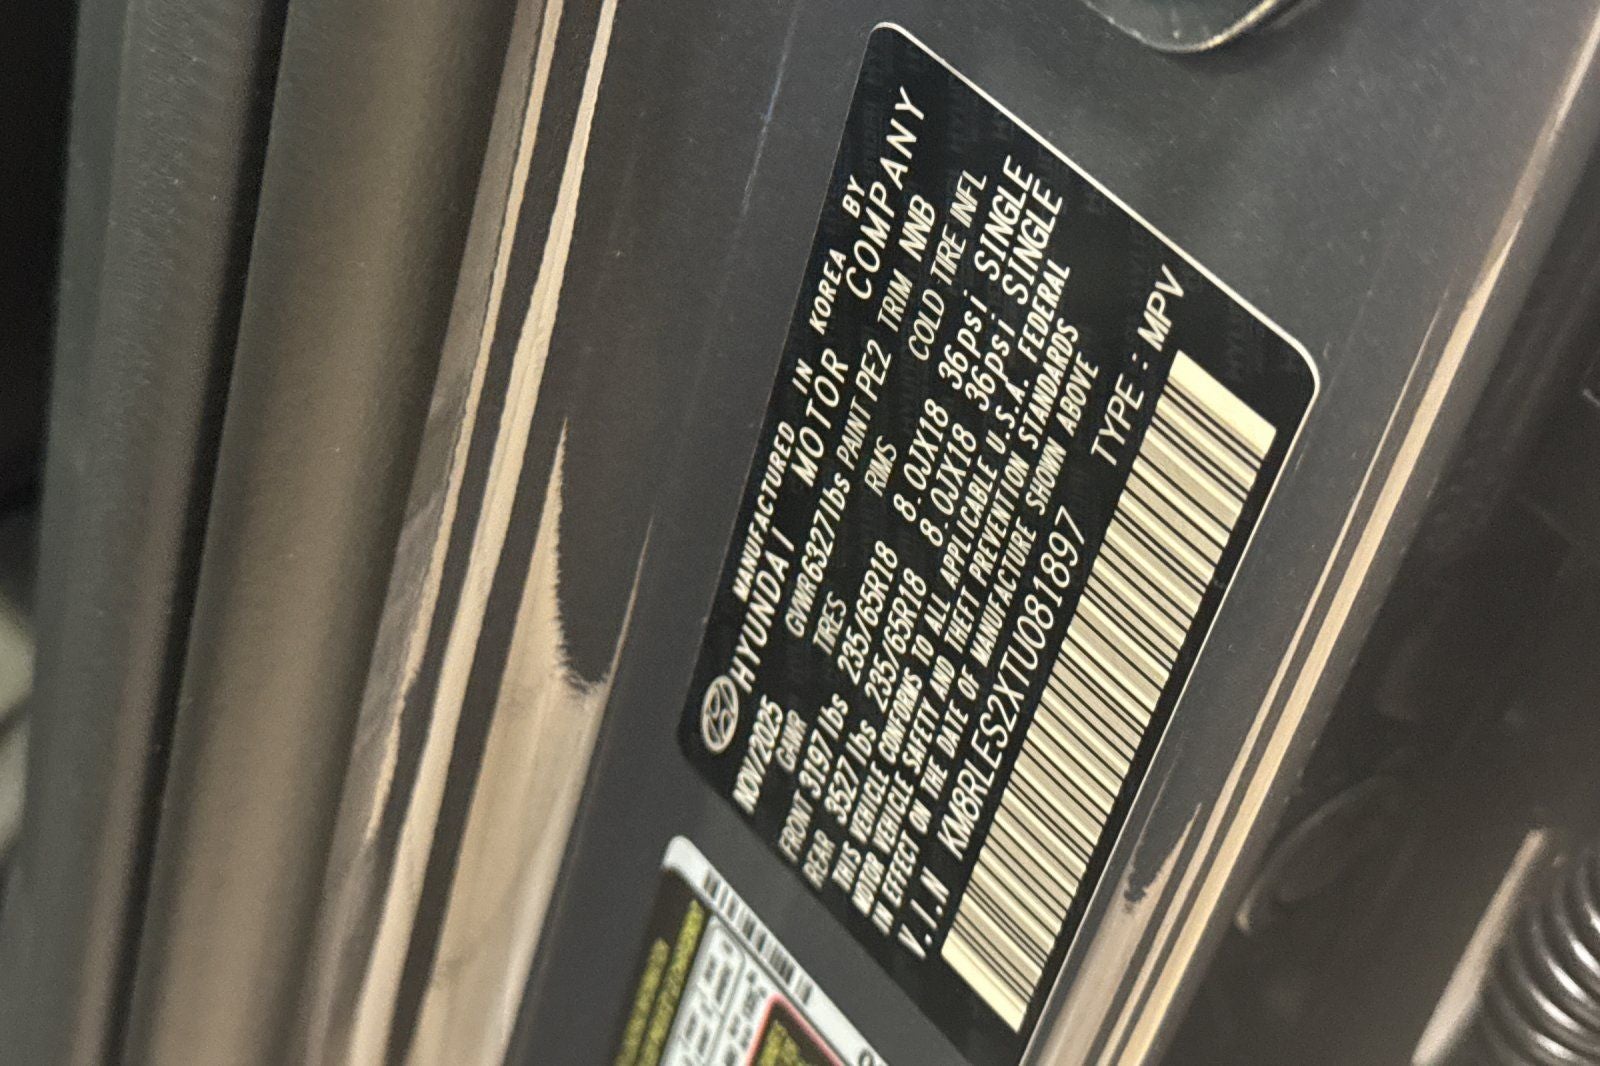 MANUFACTURED IN KOREA BY
HYUNDAI MOTOR COMPANY
NOV/2025 GVWR6327lbs PAINT PE2 TRIM NNB
GAWR TIRES RIMS COLD TIRE INFL
FRONT 3197lbs 235/65R18 8.0JX18 36psi SINGLE
REAR 3527lbs 235/65R18 8.0JX18 36psi SINGLE
THIS VEHICLE CONFORMS TO ALL APPLICABLE U.S.A. FEDERAL
MOTOR VEHICLE SAFETY AND THEFT PREVENTION STANDARDS
IN EFFECT ON THE DATE OF MANUFACTURE SHOWN ABOVE
V.I.N KM8RLES2XTU081897 TYPE : MPV